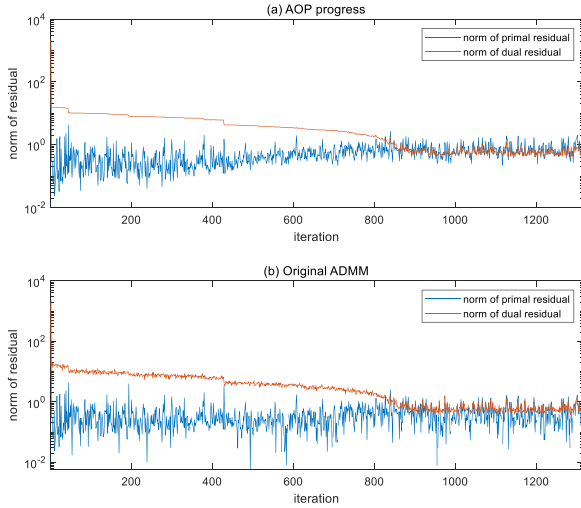 (a) AOP progress
norm of primal residual
norm of dual residual
norm of residual
10^4
10^2
10^0
10^-2
200 400 600 800 1000 1200
iteration
(b) Original ADMM
norm of primal residual
norm of dual residual
norm of residual
10^4
10^2
10^0
10^-2
200 400 600 800 1000 1200
iteration